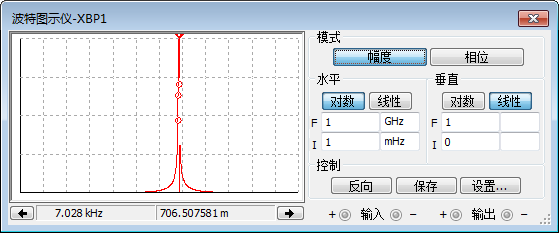 波特图示仪-XBP1
模式
幅度 相位
水平 垂直
对数 线性 对数 线性
F 1 GHz F 1
I 1 mHz I 0
控制
反向 保存 设置...
7.028 kHz 706.507581 m
+ 输入 - + 输出 -